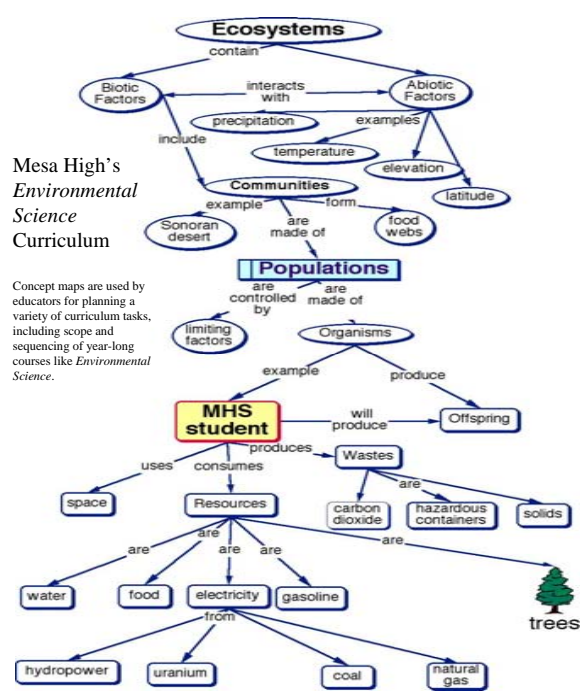 Ecosystems
contain
Biotic
Factors
interacts
with
Abiotic
Factors
precipitation
examples
include
temperature
elevation
latitude
Mesa High's
Environmental
Science
Curriculum
Communities
example
form
Sonoran
desert
are
made of
food
webs
Populations
Concept maps are used by
educators for planning a
variety of curriculum tasks,
including scope and
sequencing of year-long
courses like Environmental
Science.
are
controlled
by
are
made of
limiting
factors
Organisms
example
produce
MHS
student
will
produce
Offspring
uses
consumes
produces
Wastes
space
Resources
are
carbon
dioxide
hazardous
containers
solids
are
are
are
are
are
water
food
electricity
gasoline
trees
from
hydropower
uranium
coal
natural
gas